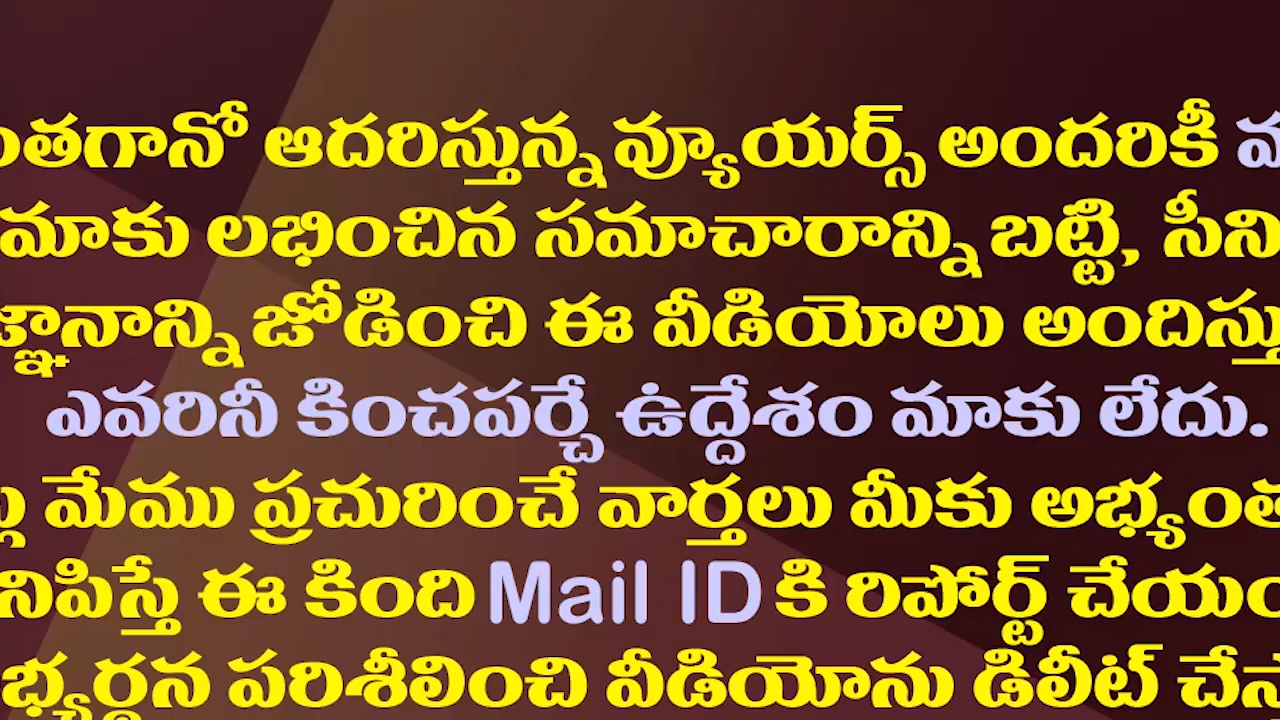 ఆదరిస్తున్న వ్యూయర్స్ అందరికీ
మాకు లభించిన సమాచారాన్ని బట్టి,
జోడించి ఈ వీడియోలు
ఎవరినీ కించపర్చే ఉద్దేశం మాకు లేదు.
మేము ప్రచురించే వార్తలు మీకు
ఈ కింది Mail ID కి రిపోర్ట్
పరిశీలించి వీడియోను డిలీట్